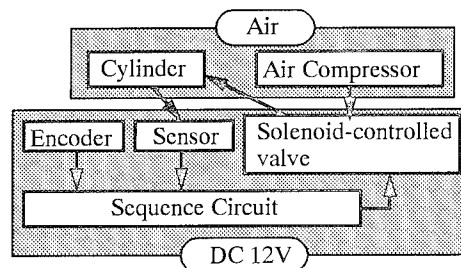 Air
Cylinder
Air Compressor
Encoder
Sensor
Solenoid-controlled
valve
Sequence Circuit
DC 12V